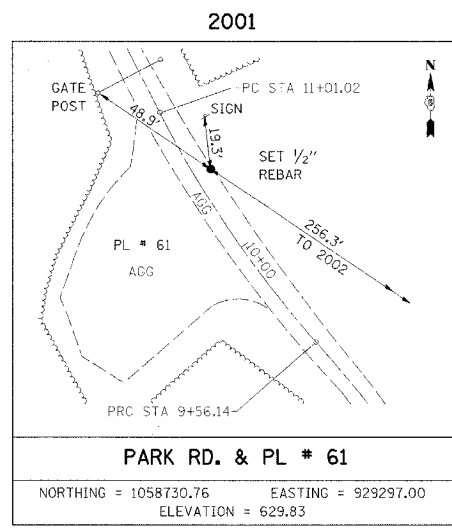 2001
GATE
POST
48.9'
PC STA 11+01.02
N
SIGN
19.3'
SET 1/2"
REBAR
AGG
256.3'
TO 2002
PL # 61
AGG
10+00
PRC STA 9+56.14
PARK RD. & PL # 61
NORTHING = 1058730.76 EASTING = 929297.00
ELEVATION = 629.83